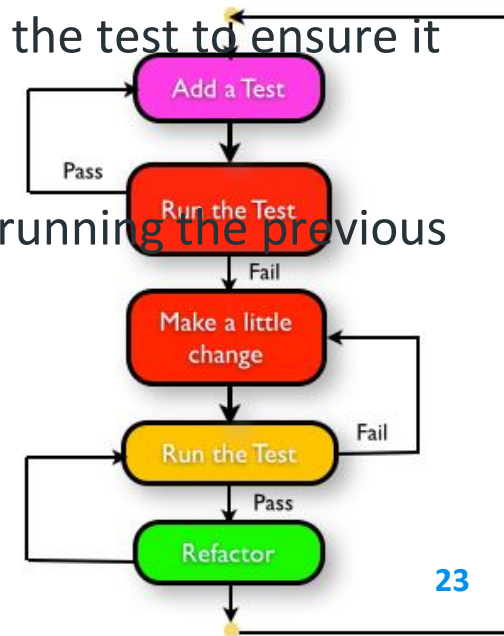 the test to ensure it
Add a Test
Pass
Run the Test
running the previous
Fail
Make a little
change
Fail
Run the Test
Pass
Refactor
23